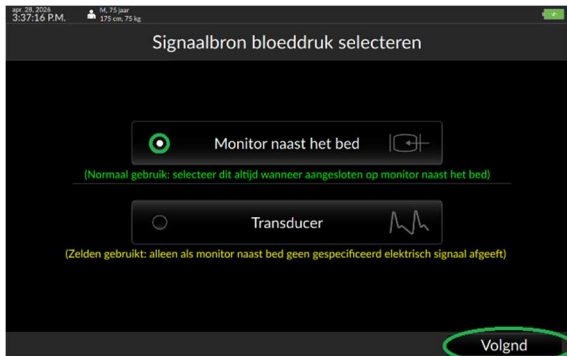 apr. 28, 2026
3:37:16 P.M.
M, 75 jaar
175 cm, 75 kg
Signaalbron bloeddruk selecteren
Monitor naast het bed
(Normaal gebruik: selecteer dit altijd wanneer aangesloten op monitor naast het bed)
Transducer
(Zelden gebruikt: alleen als monitor naast bed geen gespecificeerd elektrisch signaal afgeeft)
Volgnd